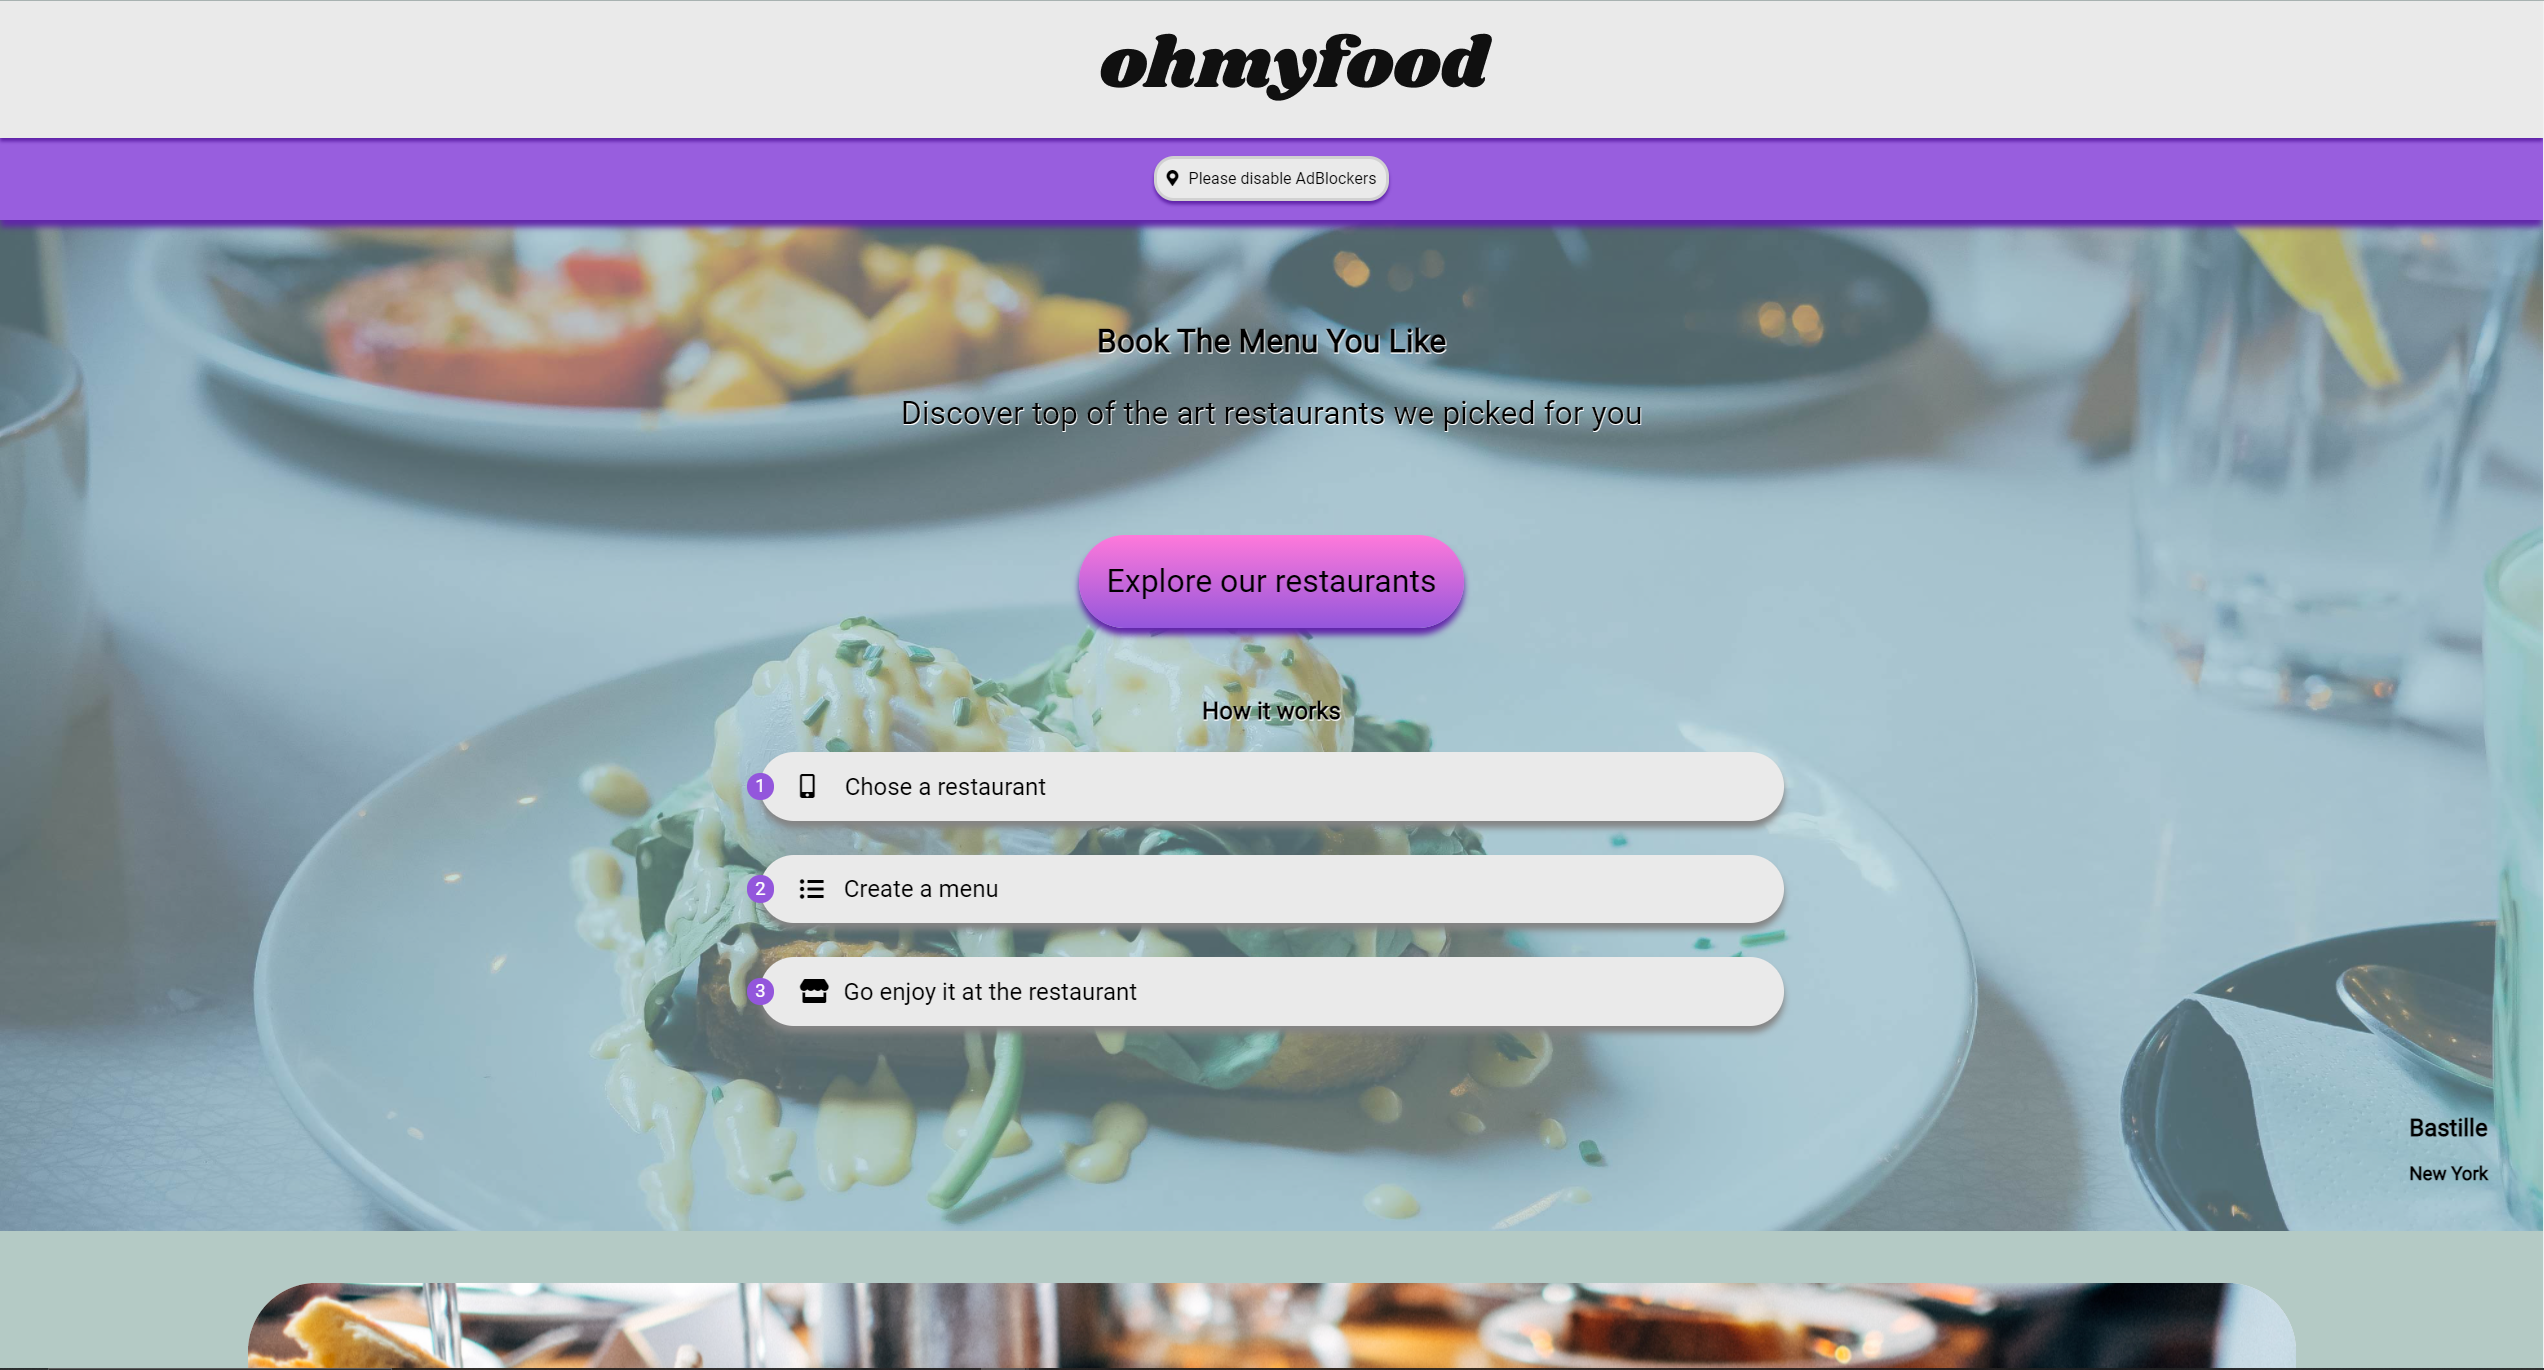 ohmyfood
Please disable AdBlockers
Book The Menu You Like
Discover top of the art restaurants we picked for you
Explore our restaurants
How it works
1 Chose a restaurant
2 Create a menu
3 Go enjoy it at the restaurant
Bastille
New York